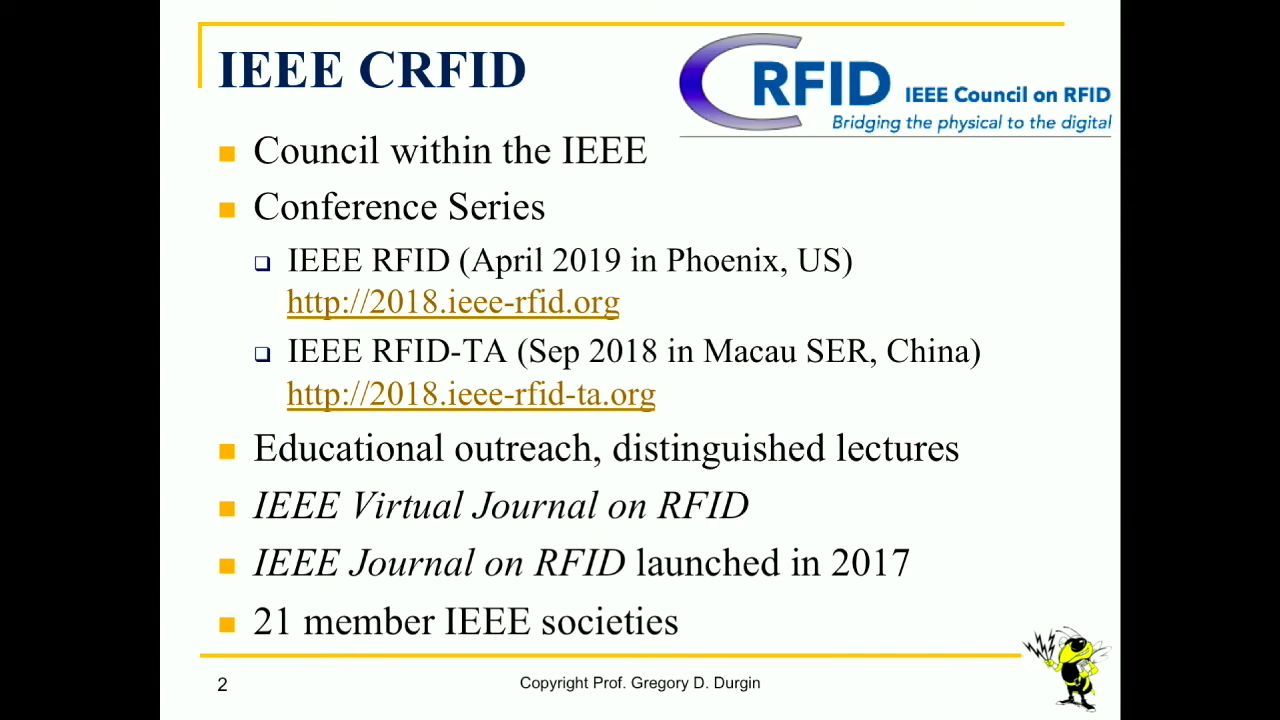 IEEE CRFID
CRFID IEEE Council on RFID
Bridging the physical to the digital
Council within the IEEE
Conference Series
IEEE RFID (April 2019 in Phoenix, US)
http://2018.ieee-rfid.org
IEEE RFID-TA (Sep 2018 in Macau SER, China)
http://2018.ieee-rfid-ta.org
Educational outreach, distinguished lectures
IEEE Virtual Journal on RFID
IEEE Journal on RFID launched in 2017
21 member IEEE societies
2
Copyright Prof. Gregory D. Durgin